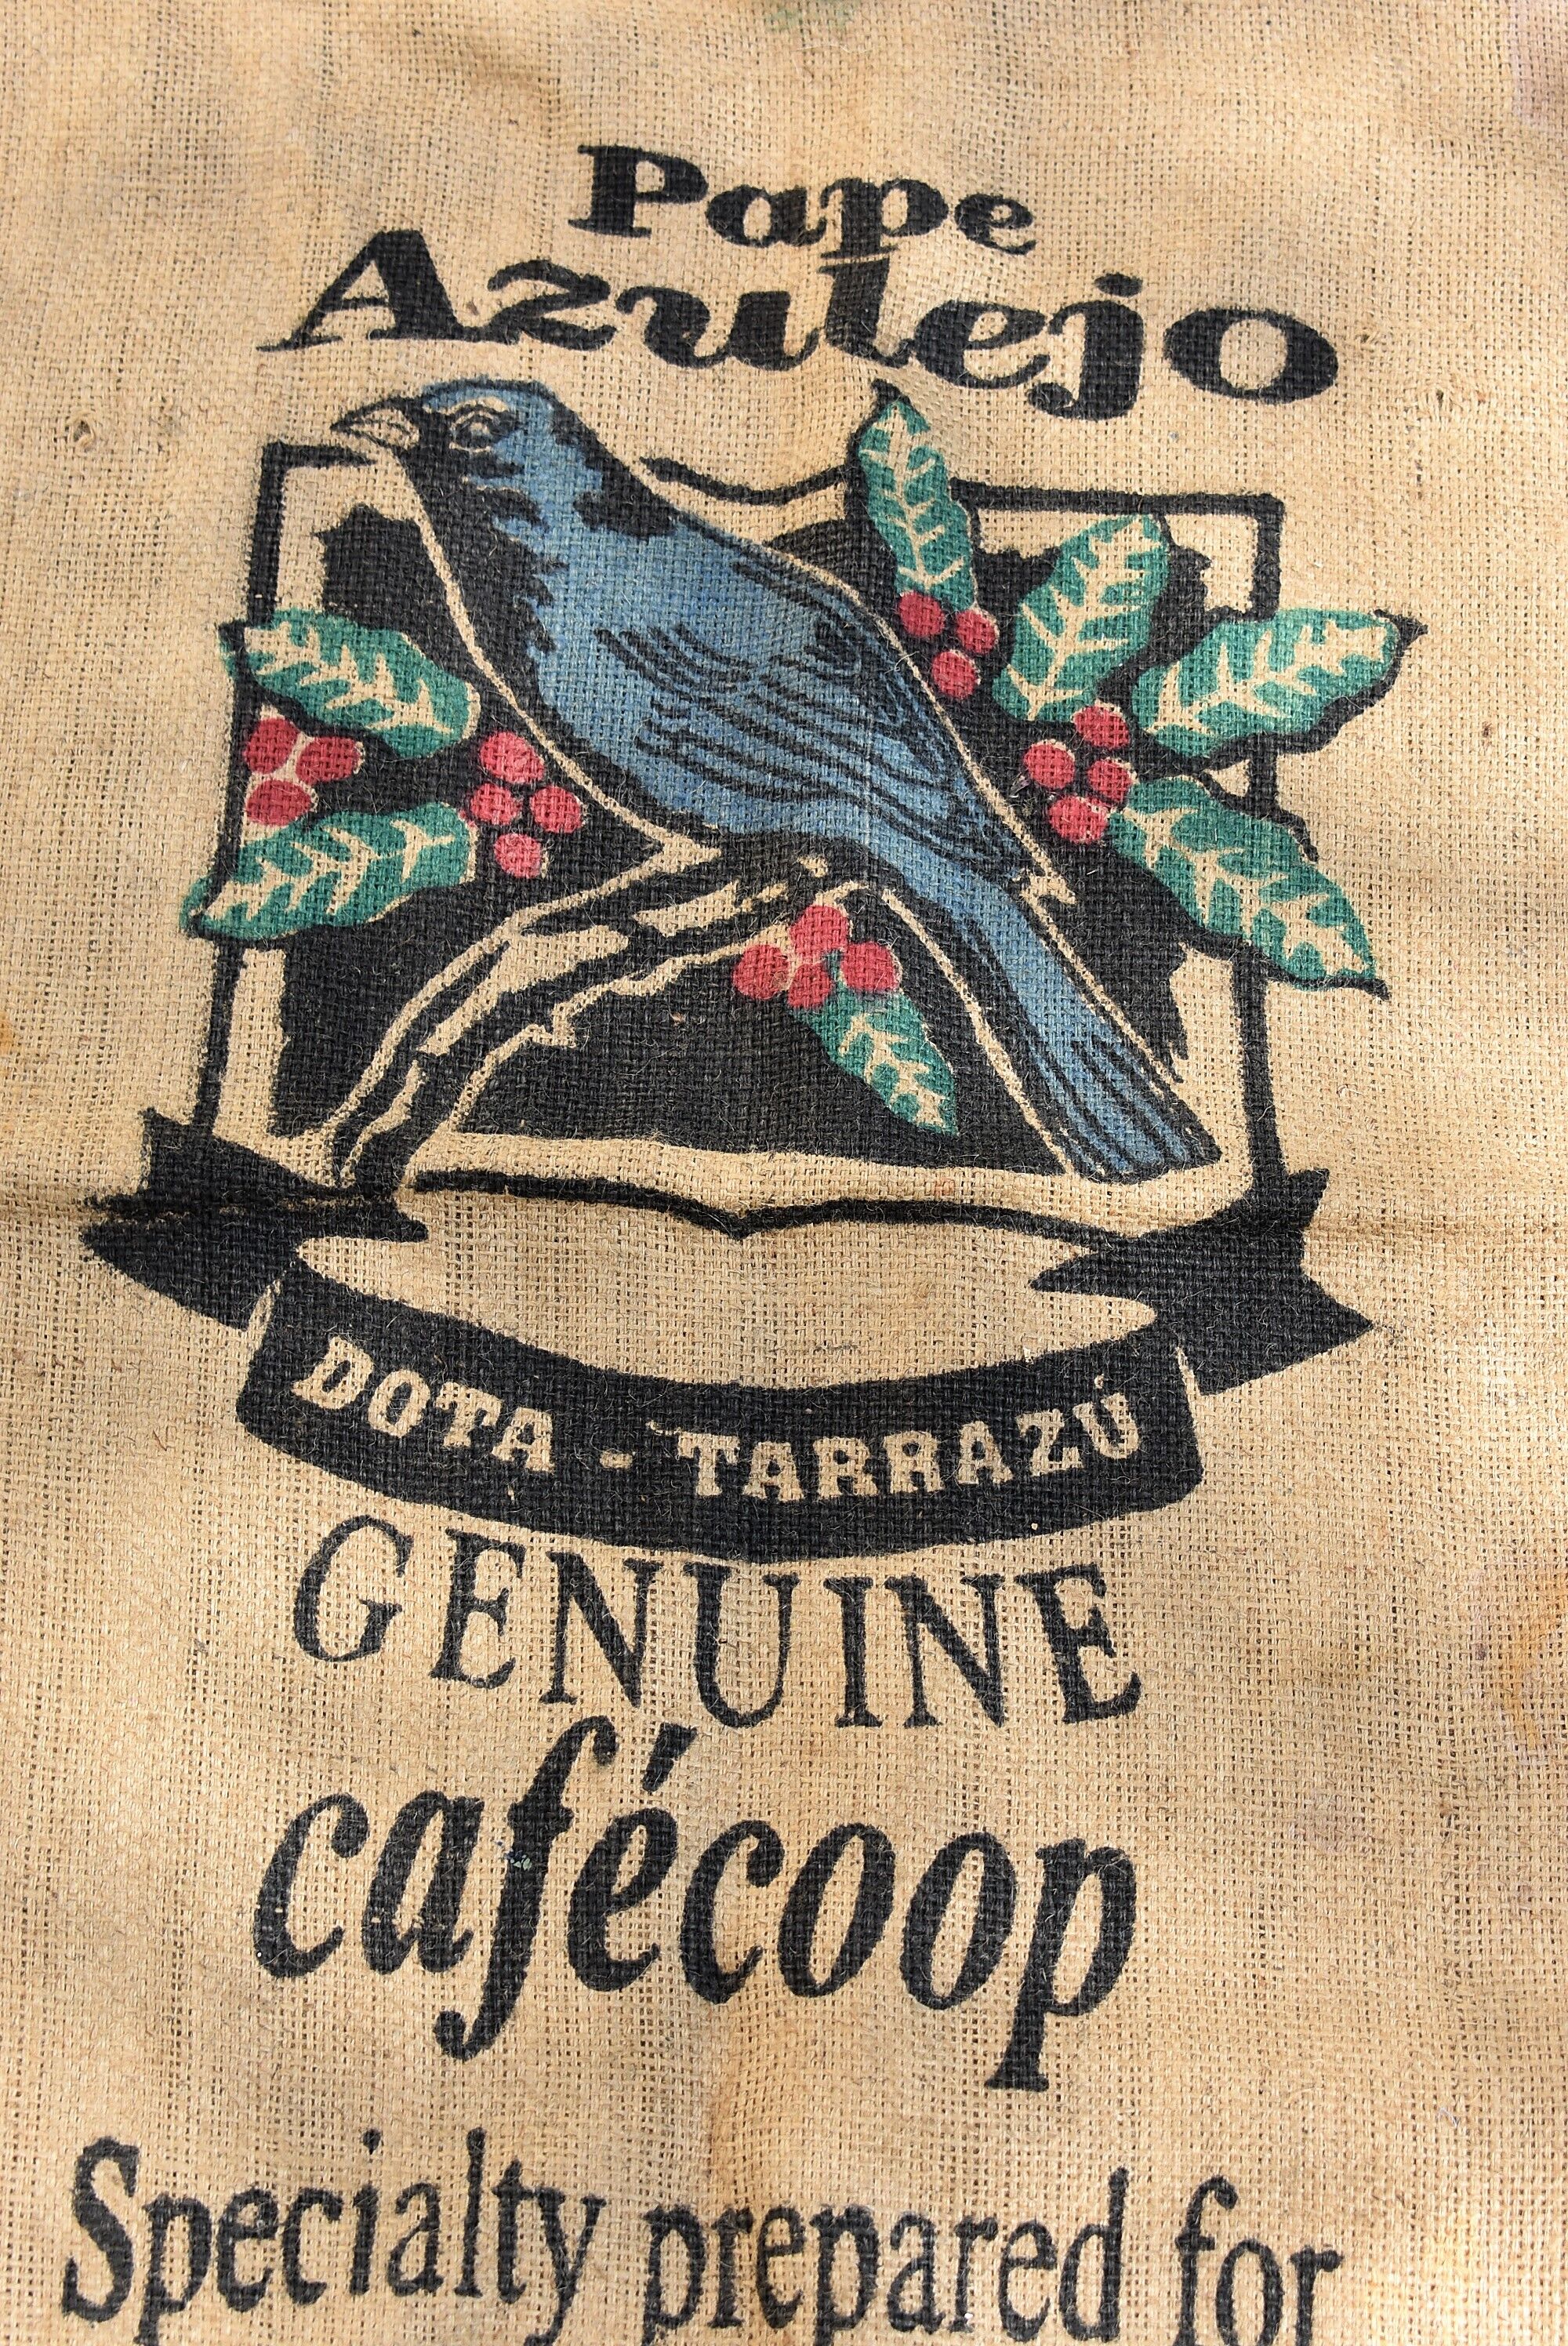 Pape
Azulejo
DOTA - TARRAZÚ
GENUINE
cafécoop
Specialty prepared for